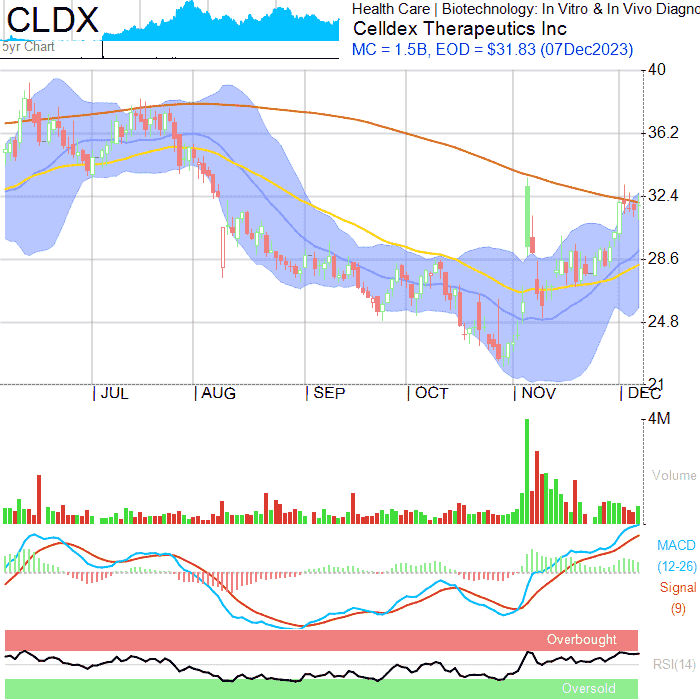 CLDX
5yr Chart
Health Care | Biotechnology: In Vitro & In Vivo Diagno
Celldex Therapeutics Inc
MC = 1.5B, EOD = $31.83 (07Dec2023)
40
36.2
32.4
28.6
24.8
21
JUL AUG SEP OCT NOV DEC
4M
Volume
MACD
(12-26)
Signal
(9)
Overbought
RSI(14)
Oversold